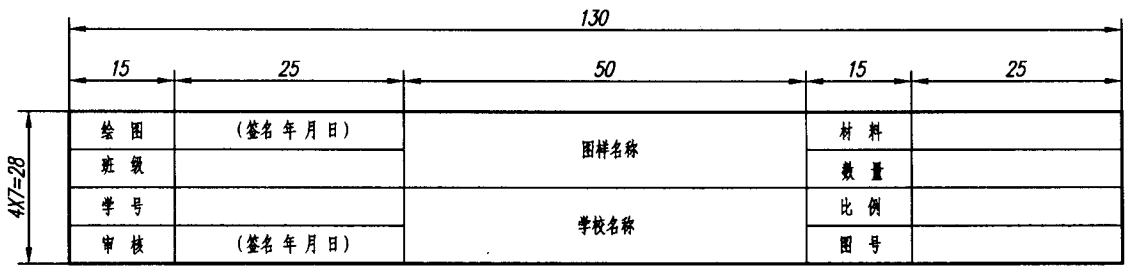 130
15 25 50 15 25
绘 图 (签名 年 月 日) 图样名称 材 料
班 级 数 量
4X7=28
学 号 学校名称 比 例
审 核 (签名 年 月 日) 图 号